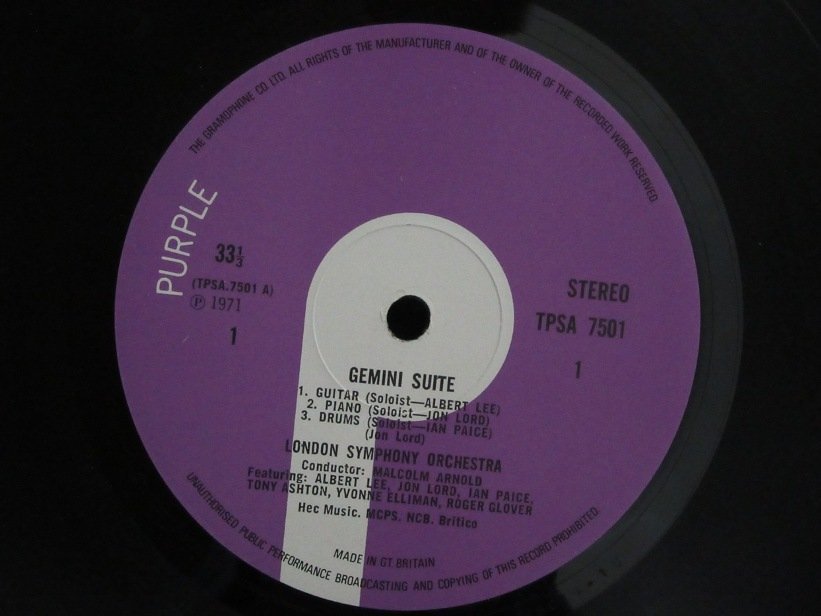 THE GRAMOPHONE CO. LTD. ALL RIGHTS OF THE MANUFACTURER AND OF THE OWNER OF THE RECORDED WORK RESERVED
PURPLE
33⅓
(TPSA.7501 A)
Ⓟ 1971
1
STEREO
TPSA 7501
1
GEMINI SUITE
1. GUITAR (Soloist—ALBERT LEE)
2. PIANO (Soloist—JON LORD)
3. DRUMS (Soloist—IAN PAICE)
(Jon Lord)
LONDON SYMPHONY ORCHESTRA
Conductor: MALCOLM ARNOLD
Featuring: ALBERT LEE, JON LORD, IAN PAICE,
TONY ASHTON, YVONNE ELLIMAN, ROGER GLOVER
Hec Music. MCPS. NCB. Britico
MADE IN GT BRITAIN
UNAUTHORISED PUBLIC PERFORMANCE BROADCASTING AND COPYING OF THIS RECORD PROHIBITED.